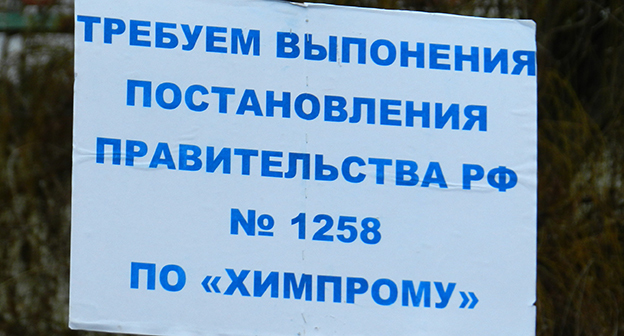 ТРЕБУЕМ ВЫПОНЕНИЯ
ПОСТАНОВЛЕНИЯ
ПРАВИТЕЛЬСТВА РФ
№ 1258
ПО «ХИМПРОМУ»